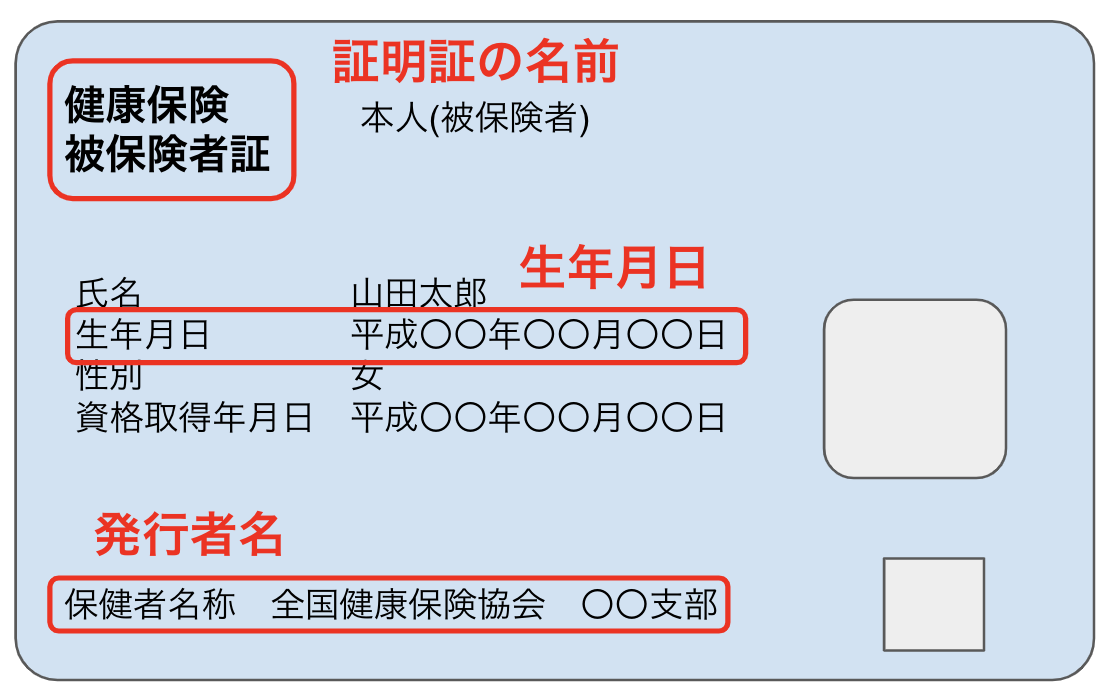 証明証の名前
健康保険
被保険者証
本人(被保険者)
生年月日
氏名 山田太郎
生年月日 平成〇〇年〇〇月〇〇日
性別 女
資格取得年月日 平成〇〇年〇〇月〇〇日
発行者名
保健者名称 全国健康保険協会 〇〇支部